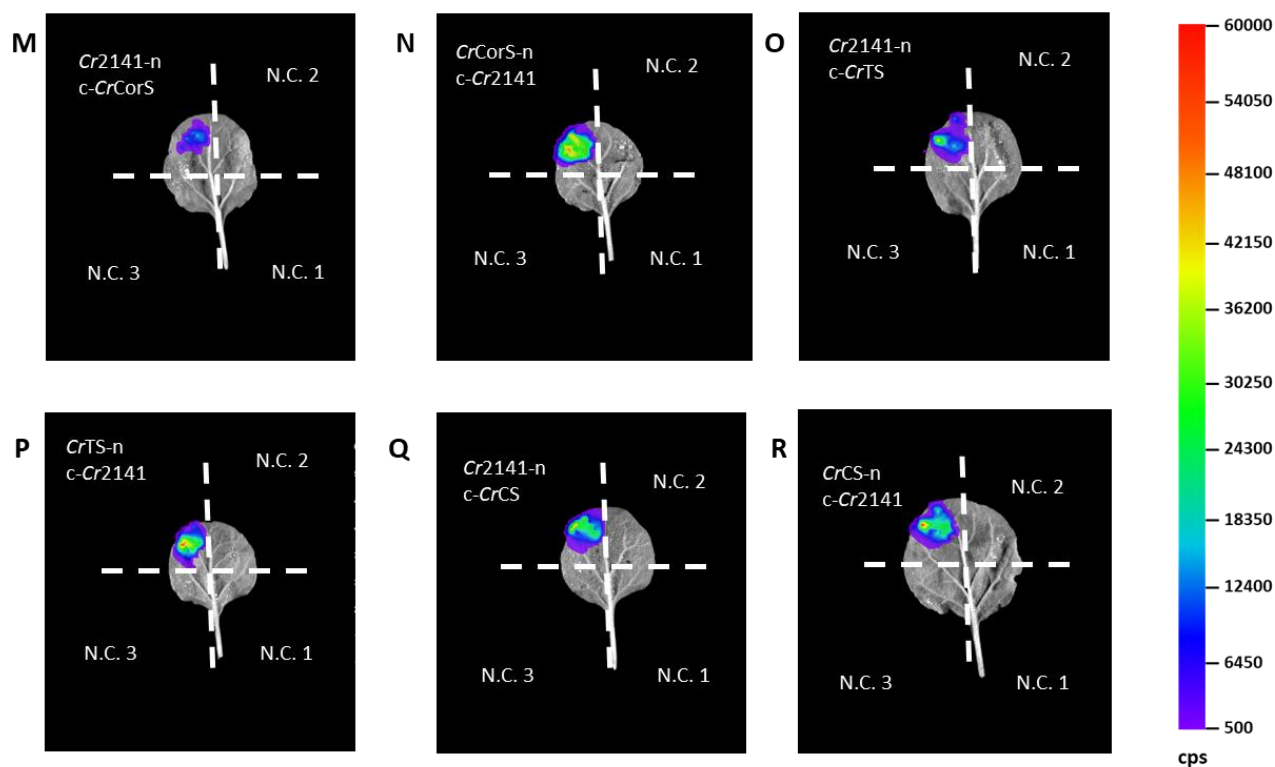 M
Cr2141-n
c-CrCorS
N.C. 2
N.C. 3
N.C. 1
N
CrCorS-n
c-Cr2141
N.C. 2
N.C. 3
N.C. 1
O
Cr2141-n
c-CrTS
N.C. 2
N.C. 3
N.C. 1
P
CrTS-n
c-Cr2141
N.C. 2
N.C. 3
N.C. 1
Q
Cr2141-n
c-CrCS
N.C. 2
N.C. 3
N.C. 1
R
CrCS-n
c-Cr2141
N.C. 2
N.C. 3
N.C. 1
60000
54050
48100
42150
36200
30250
24300
18350
12400
6450
500
cps